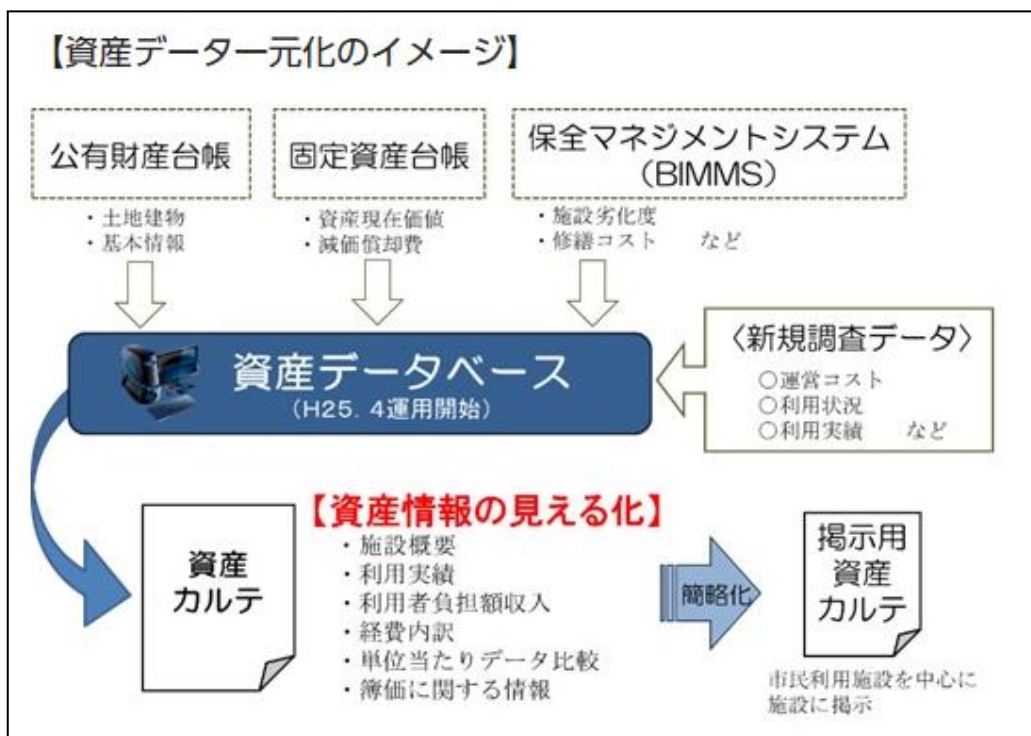 【資産データ一元化のイメージ】
公有財産台帳
・土地建物
・基本情報
固定資産台帳
・資産現在価値
・減価償却費
保全マネジメントシステム
(BIMMS)
・施設劣化度
・修繕コスト　など
資産データベース
(H25. 4運用開始)
〈新規調査データ〉
○運営コスト
○利用状況
○利用実績　など
資産
カルテ
【資産情報の見える化】
・施設概要
・利用実績
・利用者負担額収入
・経費内訳
・単位当たりデータ比較
・簿価に関する情報
簡略化
掲示用
資産
カルテ
市民利用施設を中心に
施設に掲示